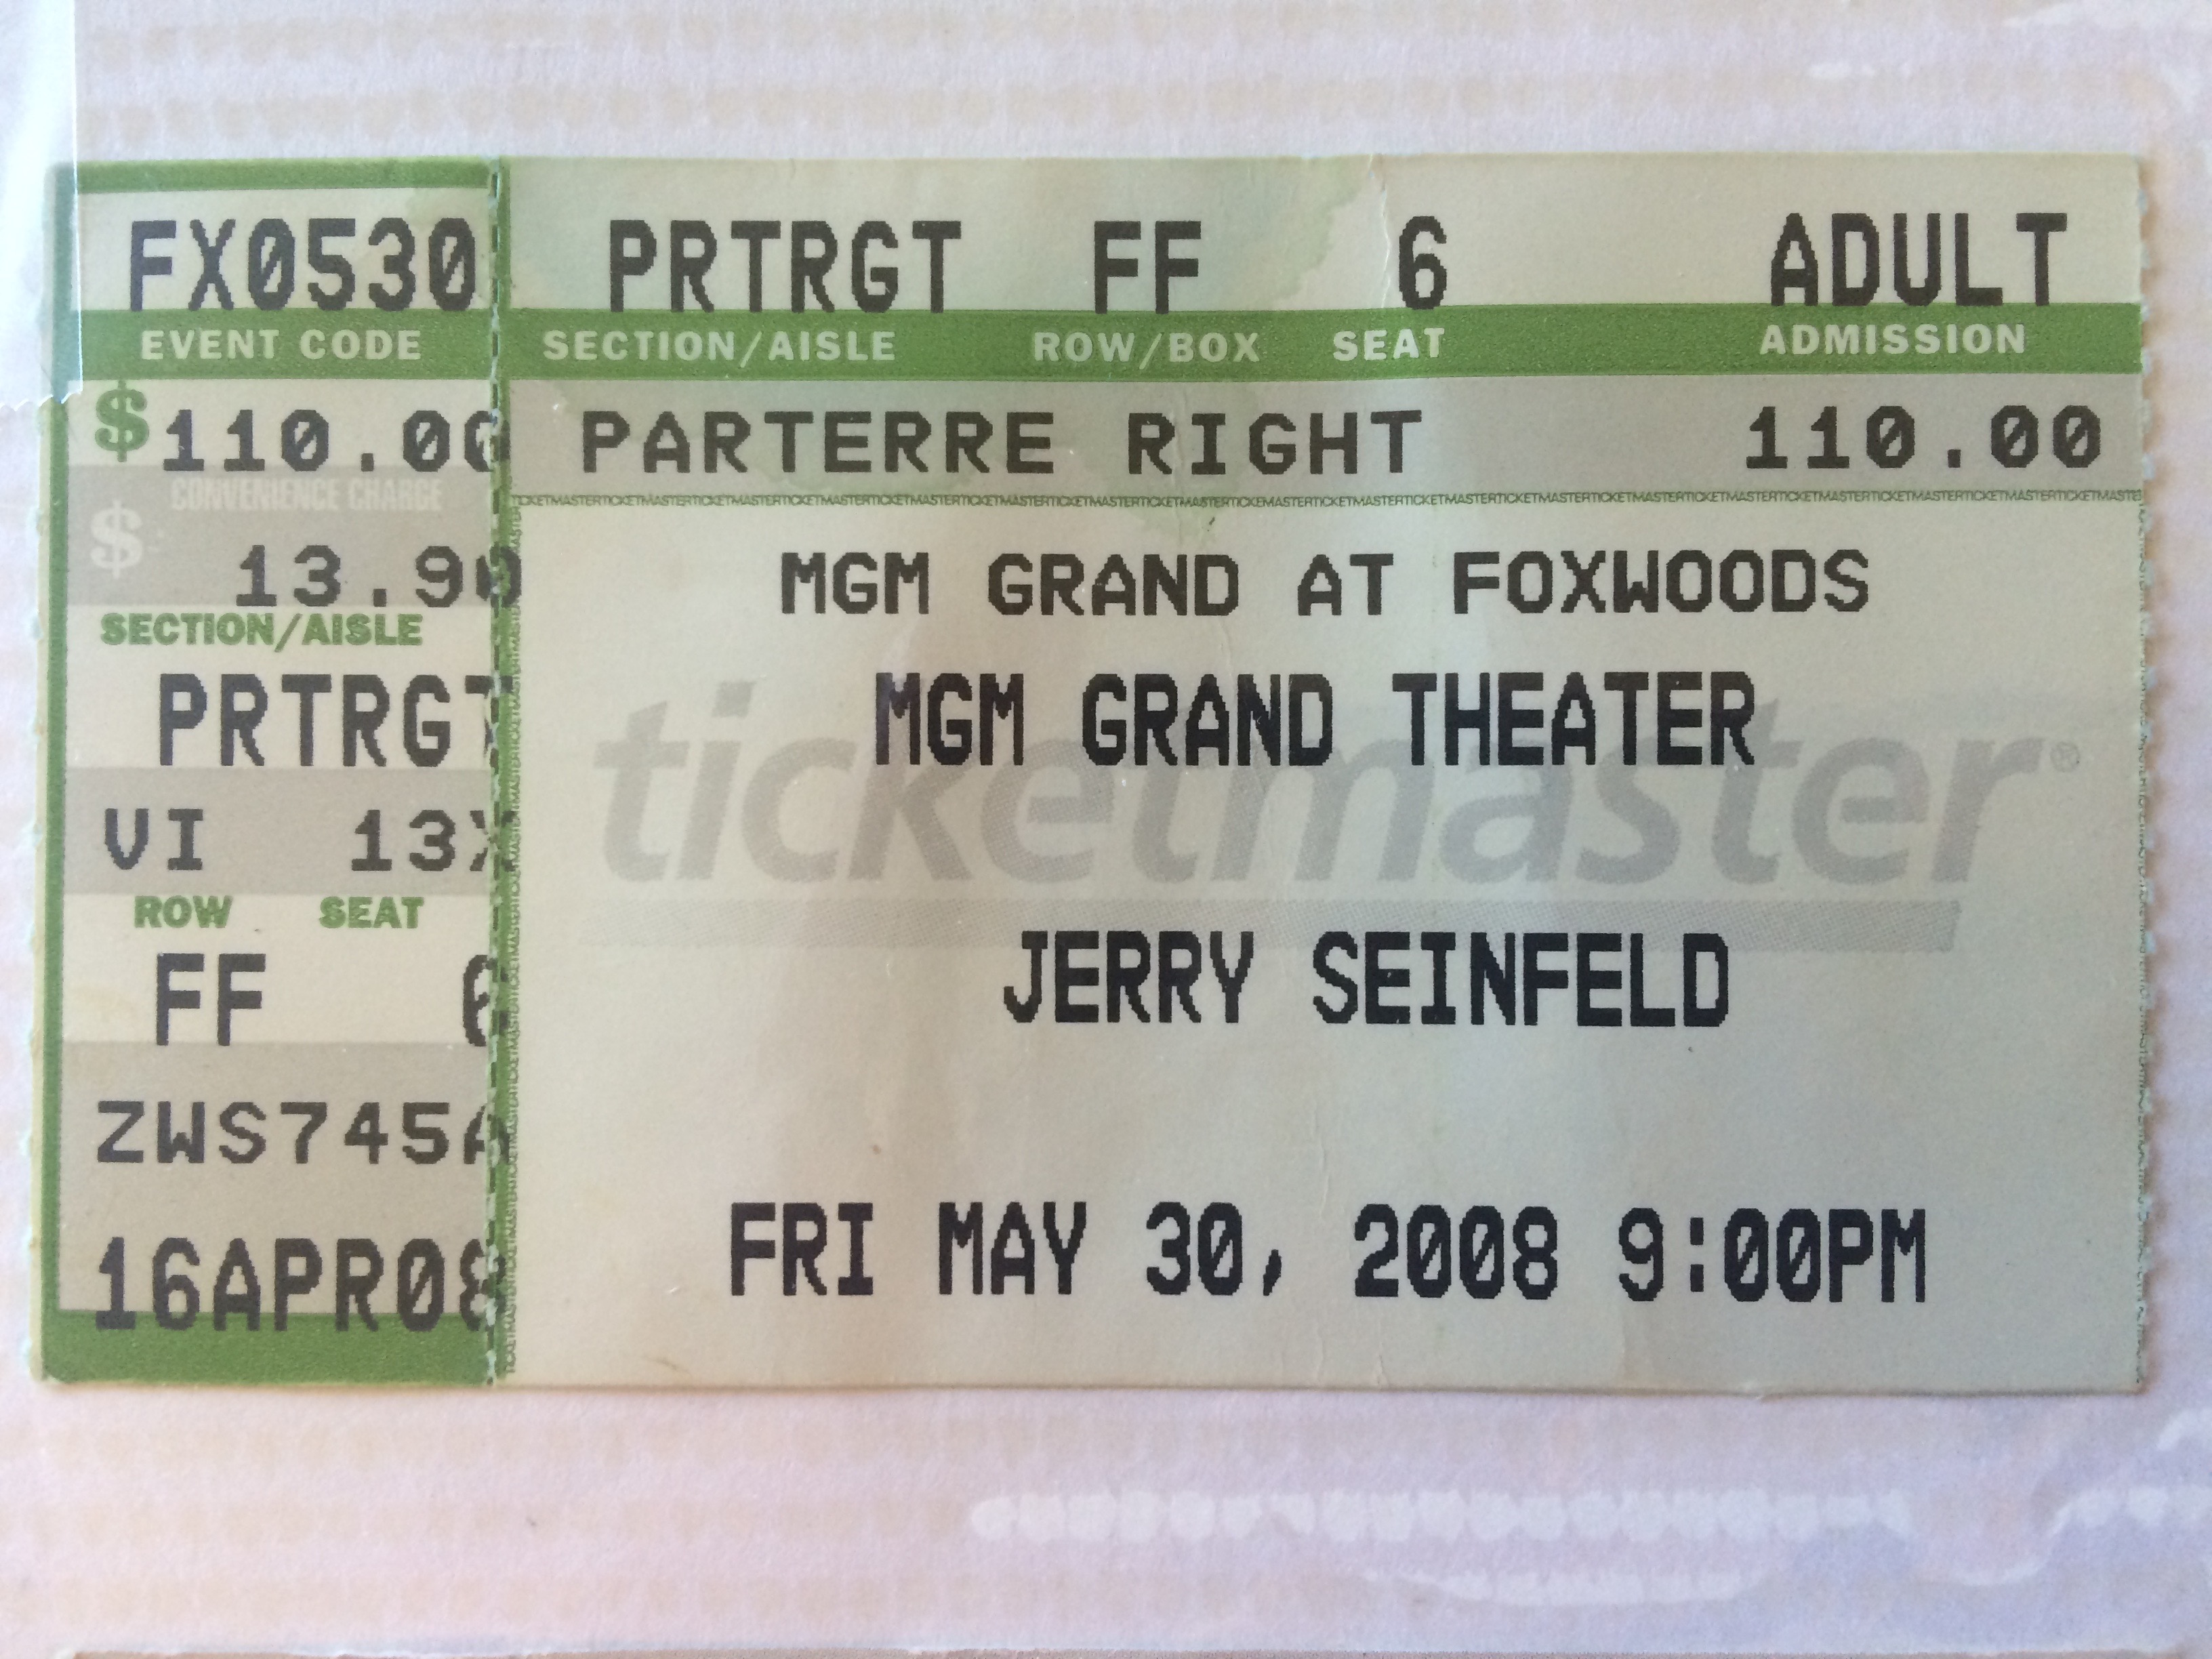 FX0530 PRTRGT FF 6 ADULT
EVENT CODE SECTION/AISLE ROW/BOX SEAT ADMISSION
$110.00 PARTERRE RIGHT 110.00
CONVENIENCE CHARGE
$ 13.90
SECTION/AISLE
PRTRGT
VI 13X
ROW SEAT
FF 6
ZWS745A
16APR08
TICKETMASTERTICKETMASTERTICKETMASTERTICKETMASTERTICKETMASTERTICKETMASTERTICKETMASTER
MGM GRAND AT FOXWOODS
MGM GRAND THEATER
ticketmaster®
JERRY SEINFELD
FRI MAY 30, 2008 9:00PM